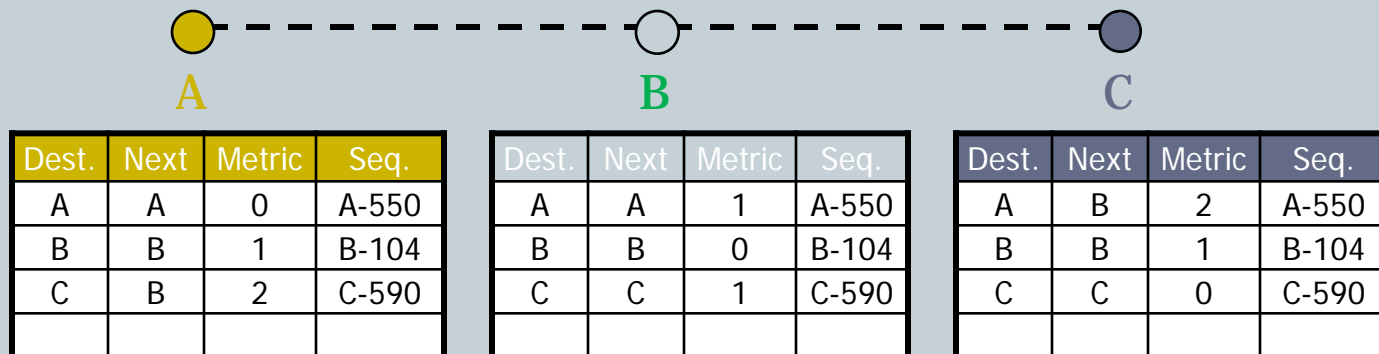 A B C
Dest. Next Metric Seq. Dest. Next Metric Seq. Dest. Next Metric Seq.
A A 0 A-550 A A 1 A-550 A B 2 A-550
B B 1 B-104 B B 0 B-104 B B 1 B-104
C B 2 C-590 C C 1 C-590 C C 0 C-590